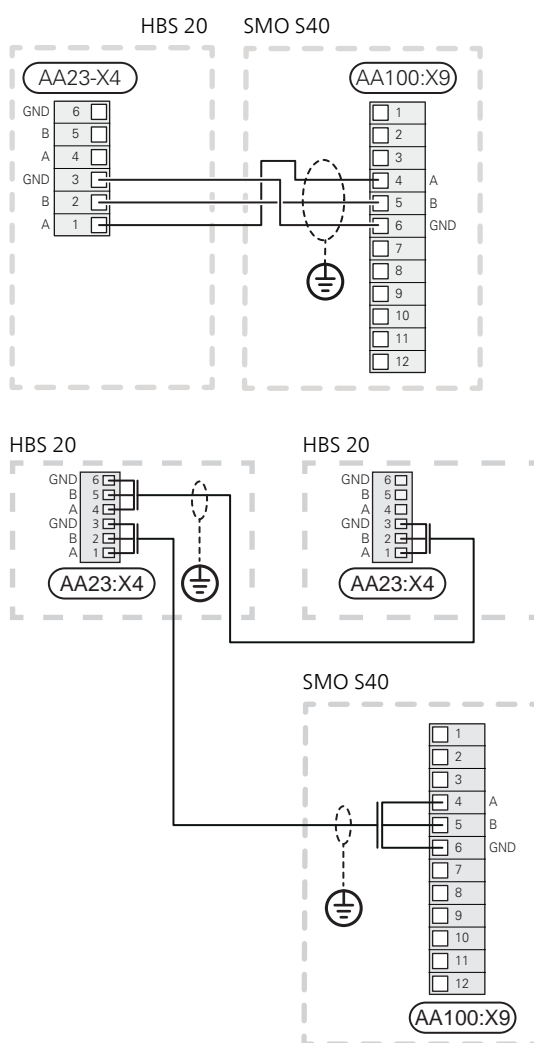 HBS 20 SMO S40
AA23-X4 AA100:X9
GND 6
B 5
A 4
GND 3
B 2
A 1
1
2
3
4 A
5 B
6 GND
7
8
9
10
11
12
HBS 20
GND 6
B 5
A 4
GND 3
B 2
A 1
AA23:X4
HBS 20
GND 6
B 5
A 4
GND 3
B 2
A 1
AA23:X4
SMO S40
1
2
3
4 A
5 B
6 GND
7
8
9
10
11
12
AA100:X9